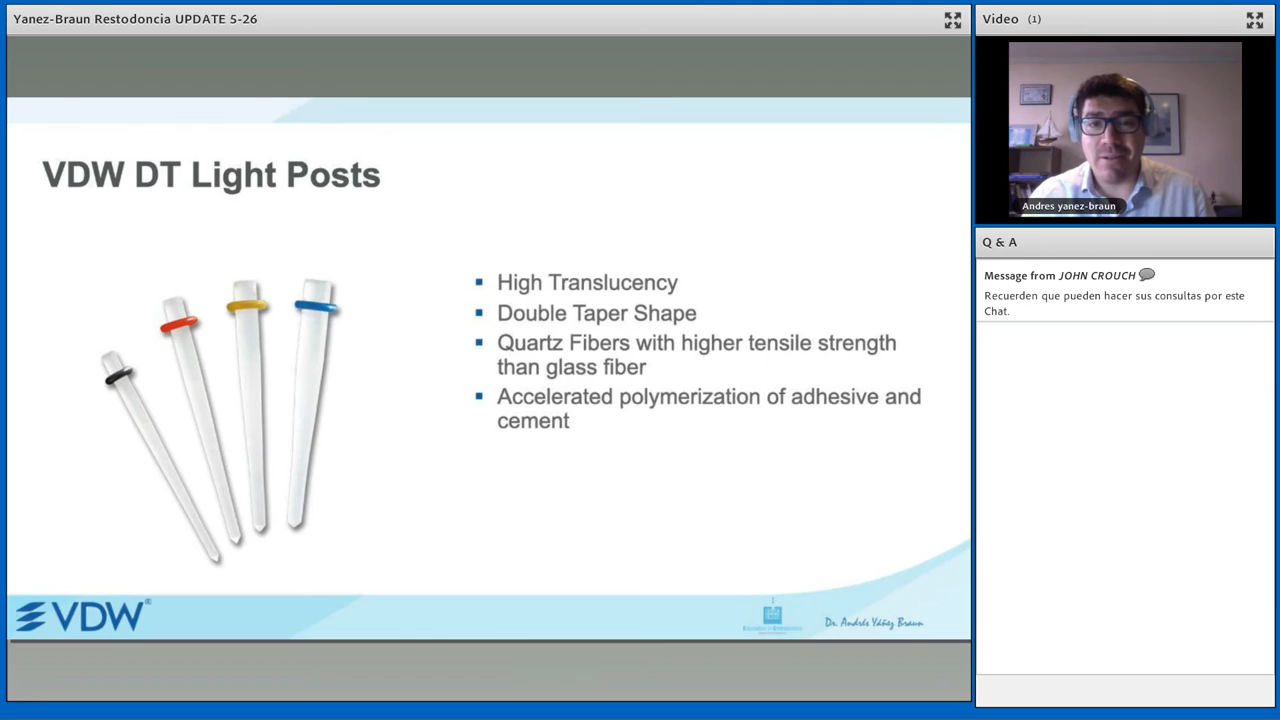 Yanez-Braun Restodoncia UPDATE 5-26
VDW DT Light Posts
High Translucency
Double Taper Shape
Quartz Fibers with higher tensile strength
than glass fiber
Accelerated polymerization of adhesive and
cement
VDW®
Dr. Andrés Yáñez Braun
Video (1)
Andres yanez-braun
Q & A
Message from JOHN CROUCH
Recuerden que pueden hacer sus consultas por este
Chat.